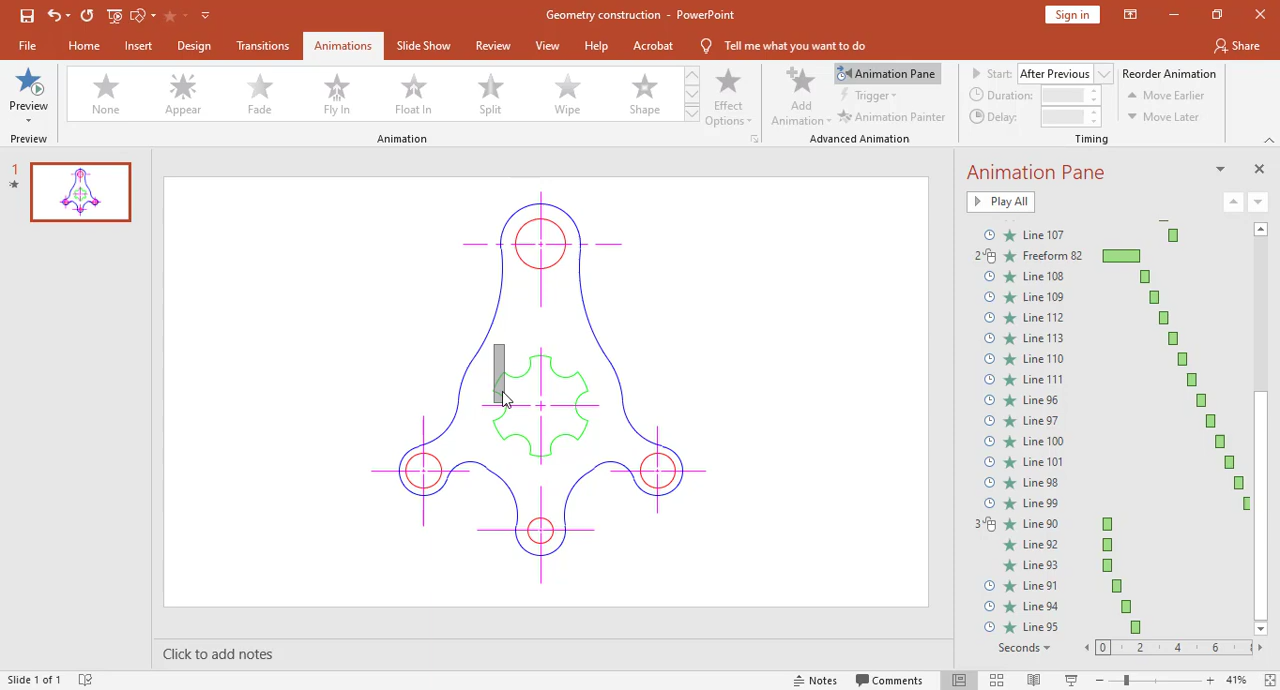 Geometry construction - PowerPoint
Sign in
File Home Insert Design Transitions Animations Slide Show Review View Help Acrobat Tell me what you want to do Share
Preview
Preview
None Appear Fade Fly In Float In Split Wipe Shape
Animation
Effect Options
Add Animation
Animation Pane
Trigger
Animation Painter
Advanced Animation
Start: After Previous
Duration:
Delay:
Reorder Animation
Move Earlier
Move Later
Timing
1
Animation Pane
Play All
Line 107
2 Freeform 82
Line 108
Line 109
Line 112
Line 113
Line 110
Line 111
Line 96
Line 97
Line 100
Line 101
Line 98
Line 99
3 Line 90
Line 92
Line 93
Line 91
Line 94
Line 95
Seconds 0 2 4 6
Click to add notes
Slide 1 of 1 Notes Comments 41%